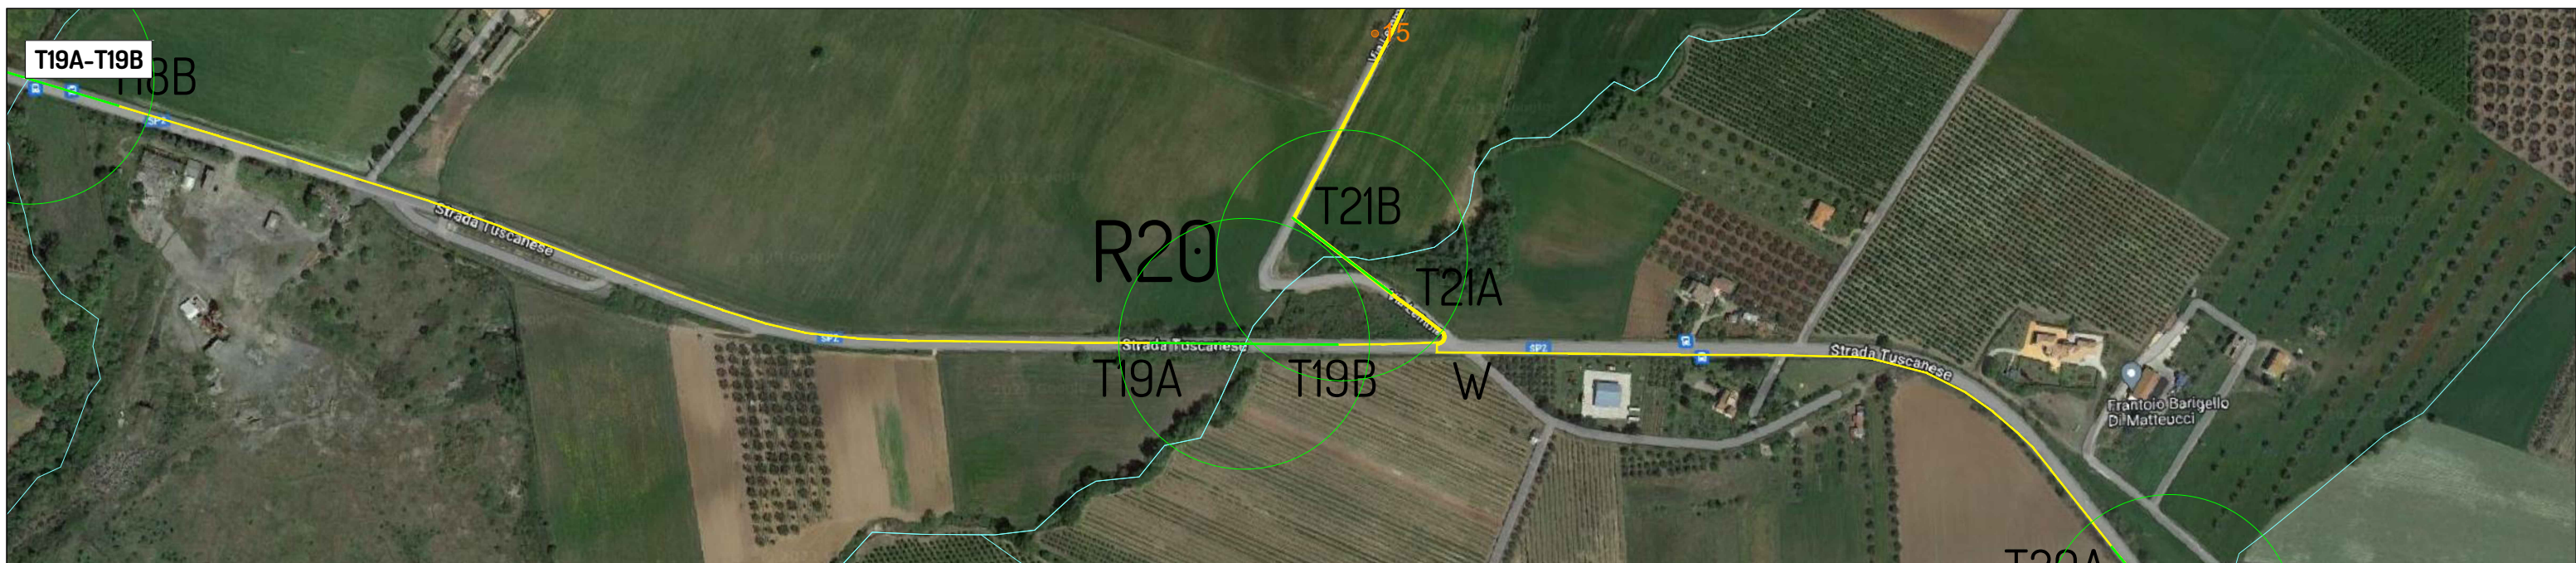 T19A-T19B
SP2
Strada Tuscanese
R20
T21B
T21A
Strada Tuscanese
SP2
SP2
Strada Tuscanese
T19A
T19B
W
Frantoio Barigello
Di Matteucci